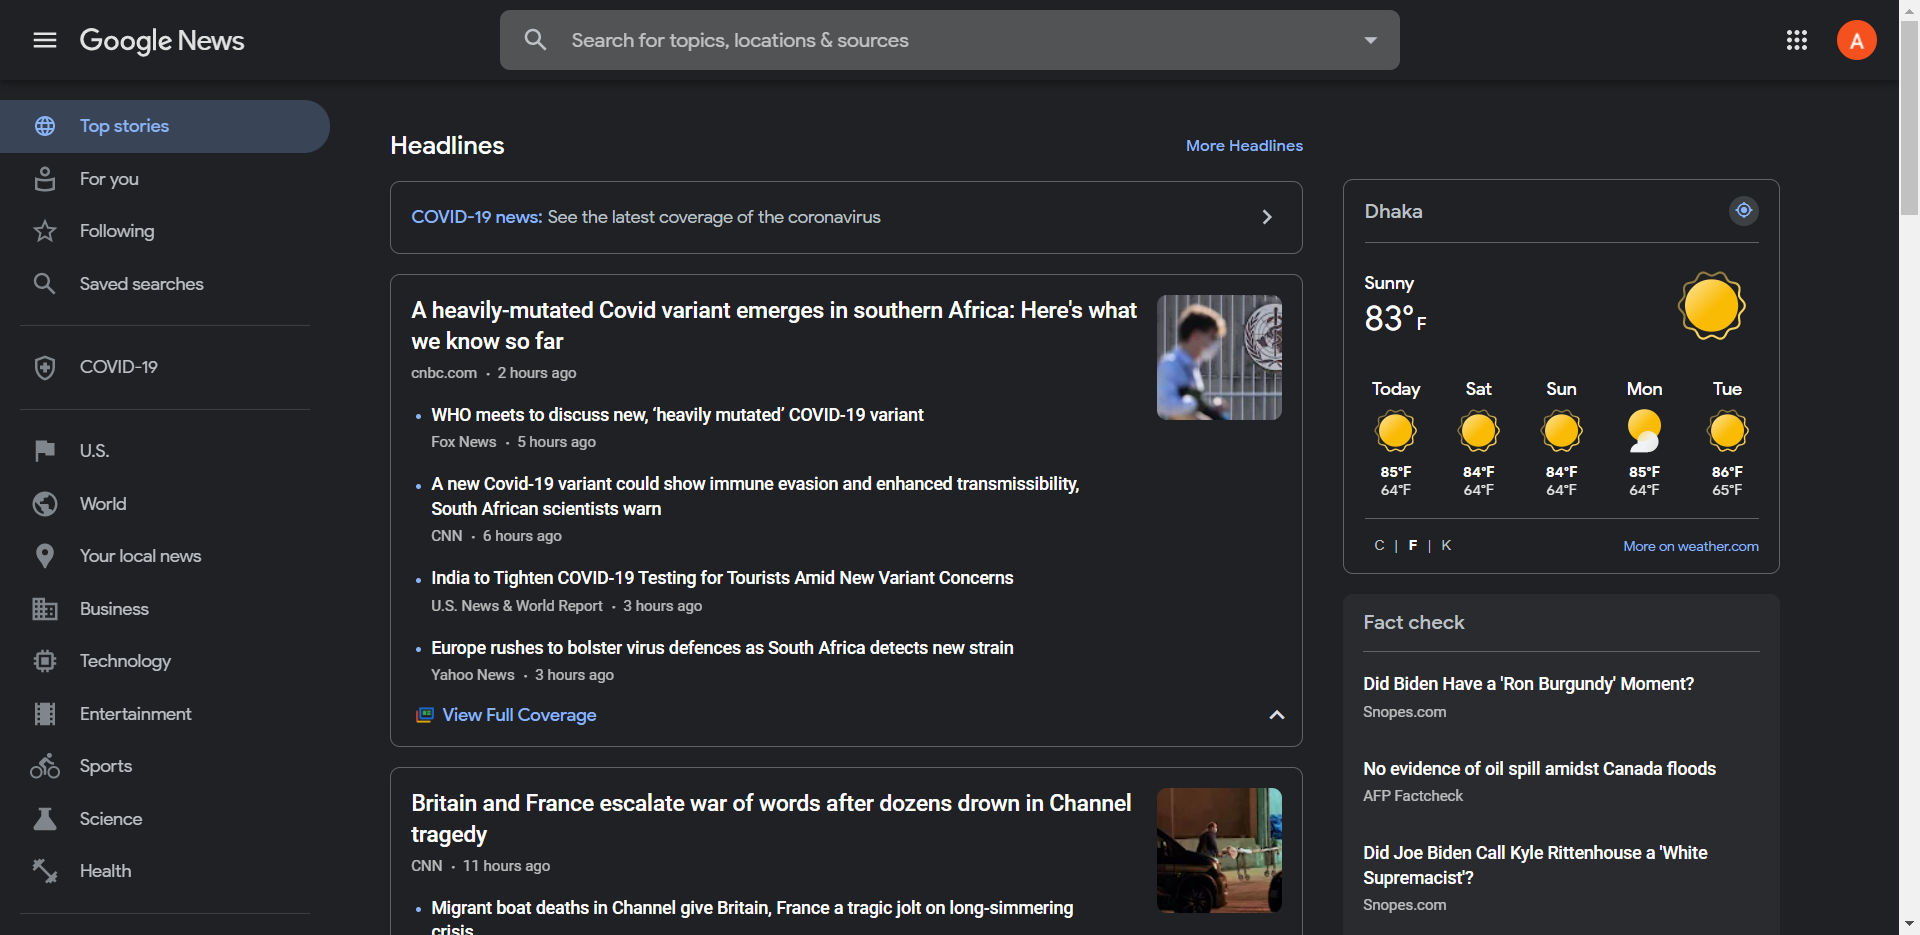 Google News
Search for topics, locations & sources
A
Top stories
For you
Following
Saved searches
COVID-19
U.S.
World
Your local news
Business
Technology
Entertainment
Sports
Science
Health
Headlines
More Headlines
COVID-19 news: See the latest coverage of the coronavirus
A heavily-mutated Covid variant emerges in southern Africa: Here's what
we know so far
cnbc.com · 2 hours ago
• WHO meets to discuss new, ‘heavily mutated’ COVID-19 variant
Fox News · 5 hours ago
• A new Covid-19 variant could show immune evasion and enhanced transmissibility,
South African scientists warn
CNN · 6 hours ago
• India to Tighten COVID-19 Testing for Tourists Amid New Variant Concerns
U.S. News & World Report · 3 hours ago
• Europe rushes to bolster virus defences as South Africa detects new strain
Yahoo News · 3 hours ago
View Full Coverage
Britain and France escalate war of words after dozens drown in Channel
tragedy
CNN · 11 hours ago
• Migrant boat deaths in Channel give Britain, France a tragic jolt on long-simmering
crisis
Dhaka
Sunny
83°F
Today Sat Sun Mon Tue
85°F 84°F 84°F 85°F 86°F
64°F 64°F 64°F 64°F 65°F
C | F | K
More on weather.com
Fact check
Did Biden Have a 'Ron Burgundy' Moment?
Snopes.com
No evidence of oil spill amidst Canada floods
AFP Factcheck
Did Joe Biden Call Kyle Rittenhouse a 'White
Supremacist'?
Snopes.com